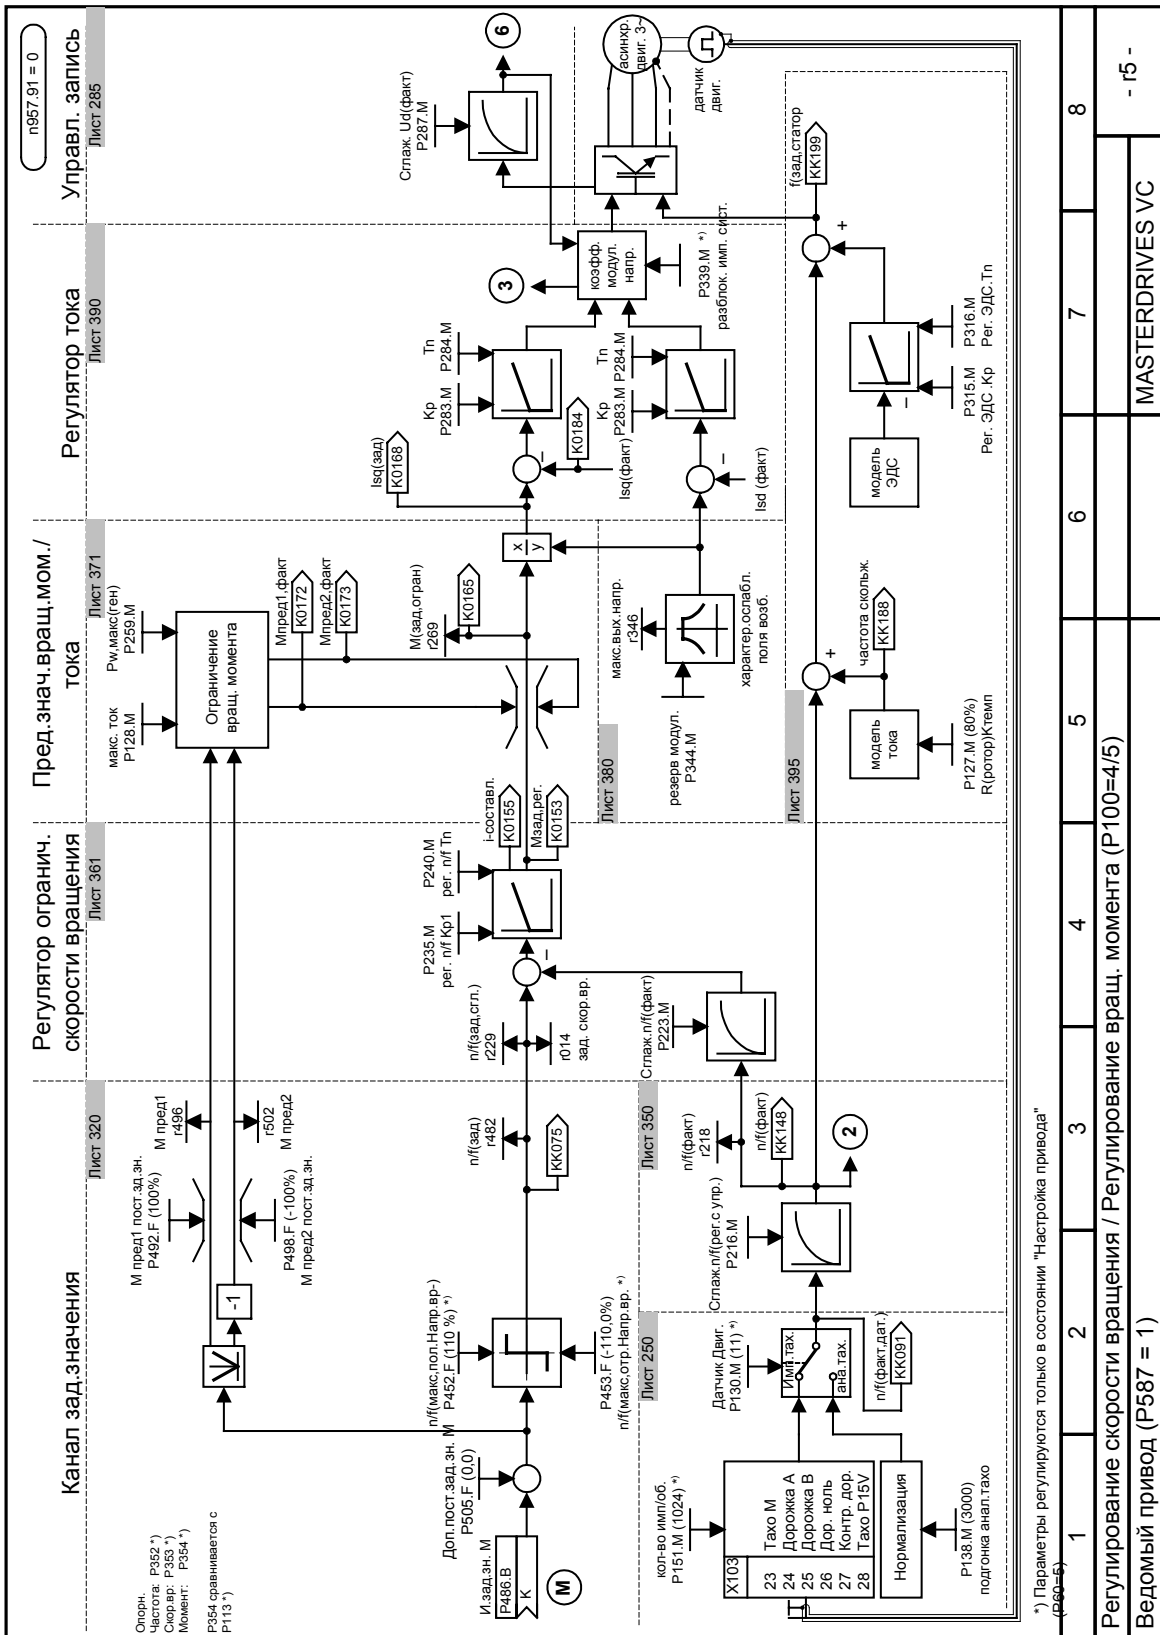 n957.91 = 0
Канал зад.значения
Регулятор огранич.
скорости вращения
Пред.знач.вращ.мом./
тока
Регулятор тока
Управл. запись
Лист 320
Лист 361
Лист 371
Лист 390
Лист 285
Опорн.
Частота: P352 *)
Скор.вр: P353 *)
Момент: P354 *)
P354 сравнивается с
P113 *)
-1
М пред1 пост.зд.зн.
P492.F (100%)
P498.F (-100%)
М пред2 пост.зд.зн.
М пред1
r496
r502
М пред2
макс. ток
P128.M
Pw,макс(ген)
P259.M
Ограничение
вращ. момента
Мпред1,факт
K0172
Мпред2,факт
K0173
Сглаж. Ud(факт)
P287.M
6
И.зад.зн. М
P486.B
K
M
Доп.пост.зад.зн. М
P505.F (0,0)
n/f(макс,пол.Напр.вр-)
P452.F (110 %) *)
P453.F (-110,0%)
n/f(макс,отр.Напр.вр. *)
n/f(зад)
r482
KK075
n/f(зад,сгл.)
r229
r014
зад. скор.вр.
P235.M
рег. n/f Kp1
P240.M
рег. n/f Tn
i-составл.
K0155
Мзад,рег.
K0153
М(зад,огран)
r269
K0165
x
y
Isq(зад)
K0168
Kp
P283.M
Tn
P284.M
K0184
Isq(факт)
–
3
коэфф.
модул.
напр.
P339.M *)
разблок. имп. сист.
асинхр.
двиг. 3~
датчик
двиг.
Kp
P283.M
Tn
P284.M
–
Isd (факт)
Лист 380
резерв модул.
P344.M
макс.вых.напр.
r346
характер.ослабл.
поля возб.
Лист 250
Лист 350
Лист 395
Сглаж.n/f(факт)
P223.M
–
n/f(факт)
r218
n/f(факт)
KK148
2
Сглаж.n/f(рег.с упр.)
P216.M
Датчик Двиг.
P130.M (11) *)
Имп.тах.
ана.тах.
n/f(факт,дат.)
KK091
кол-во имп/об.
P151.M (1024) *)
X103
23 Тахо M
24 Дорожка A
25 Дорожка B
26 Дор. ноль
27 Контр. дор.
28 Тахо P15V
Нормализация
P138.M (3000)
подгонка анал.тахо
модель
тока
P127.M (80%)
R(ротор)Ктемп
частота скольж.
KK188
+
модель
ЭДС
–
P315.M
Рег. ЭДС .Kp
P316.M
Рег. ЭДС.Tn
+
f(зад,статор)
KK199
*) Параметры регулируются только в состоянии "Настройка привода"
(P60=5)
1
2
3
4
5
6
7
8
Регулирование скорости вращения / Регулирование вращ. момента (P100=4/5)
Ведомый привод (P587 = 1)
MASTERDRIVES VC
- r5 -